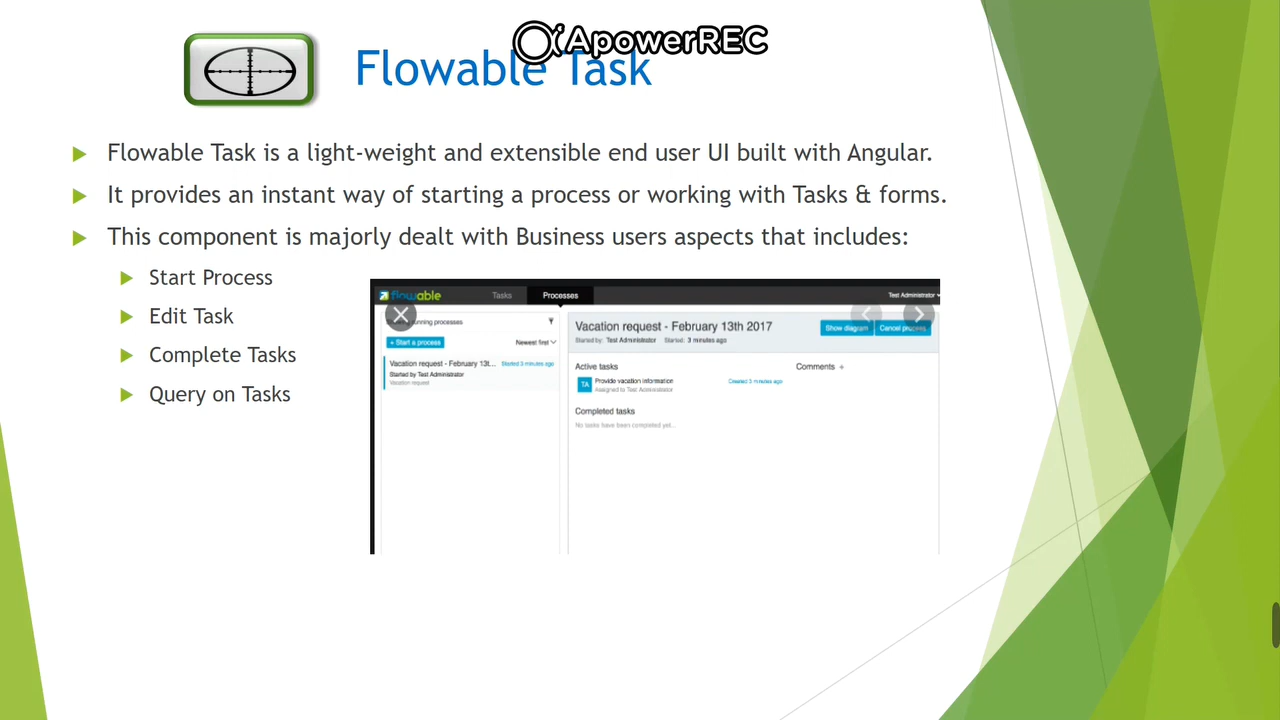 ApowerREC
Flowable Task
Flowable Task is a light-weight and extensible end user UI built with Angular.
It provides an instant way of starting a process or working with Tasks & forms.
This component is majorly dealt with Business users aspects that includes:
Start Process
Edit Task
Complete Tasks
Query on Tasks
flowable Tasks Processes Test Administrator
running processes
+ Start a process Newest first
Vacation request - February 13t... Started 3 minutes ago
Started by Test Administrator
Vacation request
Vacation request - February 13th 2017 Show diagram Cancel process
Started by: Test Administrator Started: 3 minutes ago
Active tasks Comments +
TA Provide vacation information Created 3 minutes ago
Assigned to Test Administrator
Completed tasks
No tasks have been completed yet...